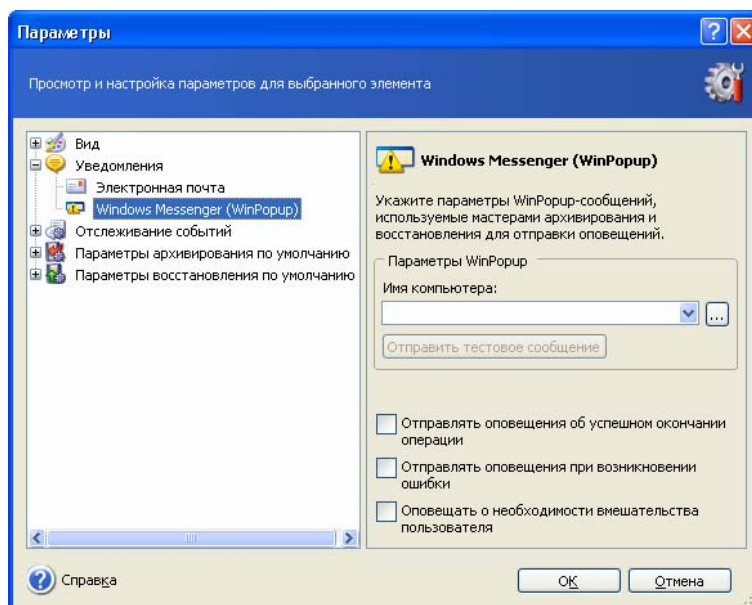 Параметры
Просмотр и настройка параметров для выбранного элемента
Вид
Уведомления
Электронная почта
Windows Messenger (WinPopup)
Отслеживание событий
Параметры архивирования по умолчанию
Параметры восстановления по умолчанию
Windows Messenger (WinPopup)
Укажите параметры WinPopup-сообщений,
используемые мастерами архивирования и
восстановления для отправки оповещений.
Параметры WinPopup
Имя компьютера:
...
Отправить тестовое сообщение
Отправлять оповещения об успешном окончании
операции
Отправлять оповещения при возникновении
ошибки
Оповещать о необходимости вмешательства
пользователя
Справка
ОК
Отмена